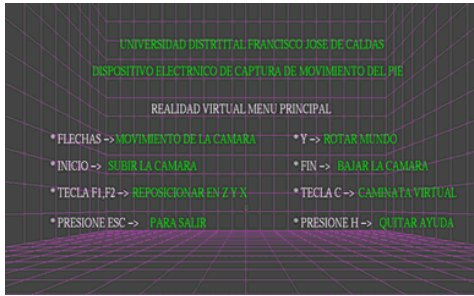 UNIVERSIDAD DISTRTITAL FRANCISCO JOSE DE CALDAS
DISPOSITIVO ELECTRNICO DE CAPTURA DE MOVIMIENTO DEL PIE
REALIDAD VIRTUAL MENU PRINCIPAL
* FLECHAS -> MOVIMIENTO DE LA CAMARA * Y -> ROTAR MUNDO
* INICIO -> SUBIR LA CAMARA * FIN -> BAJAR LA CAMARA
* TECLA F1,F2 -> REPOSICIONAR EN Z Y X * TECLA C -> CAMINATA VIRTUAL
* PRESIONE ESC -> PARA SALIR * PRESIONE H -> QUITAR AYUDA